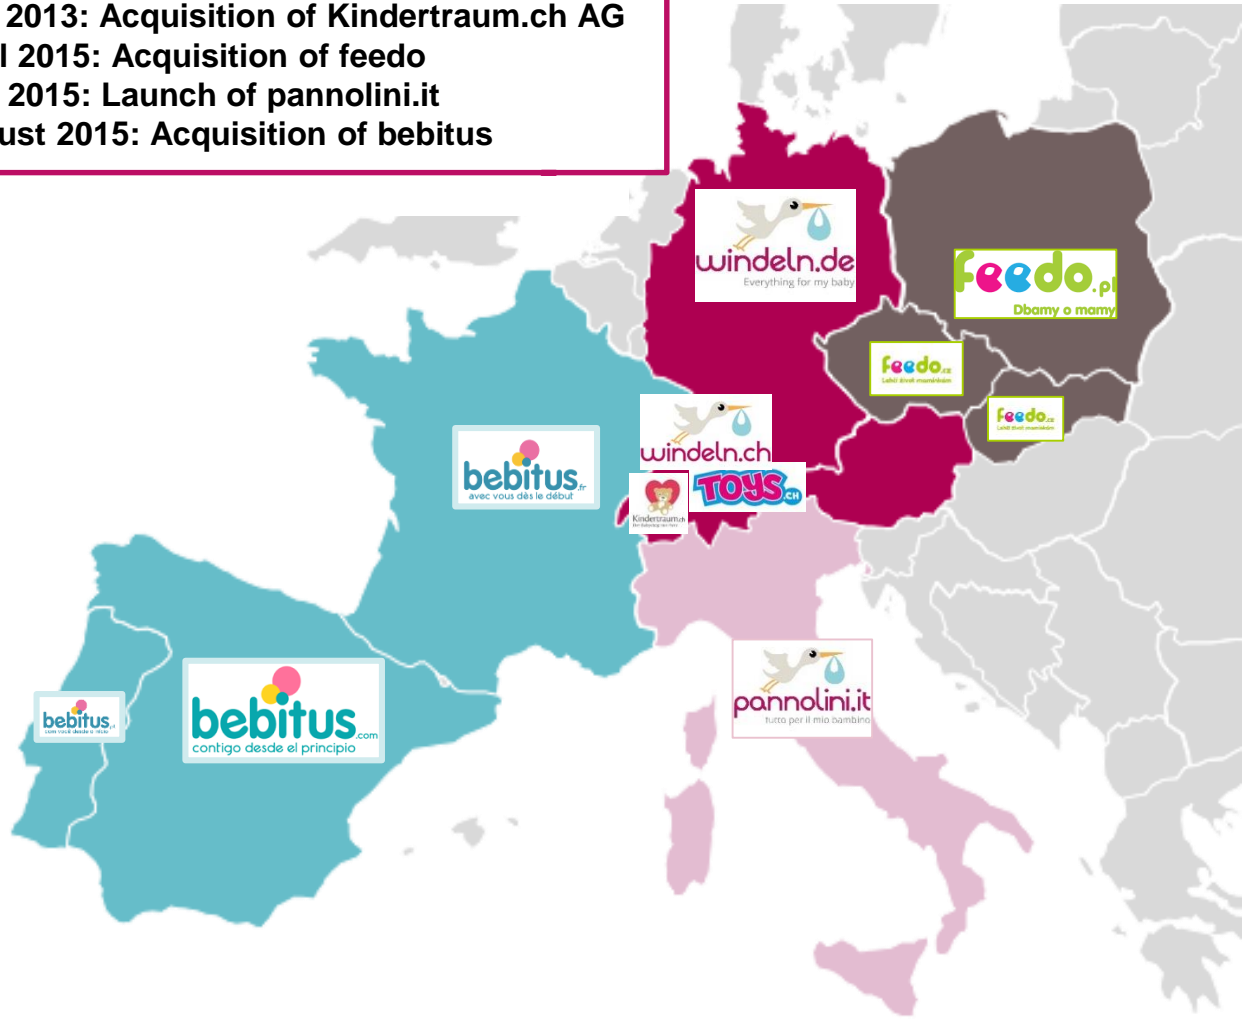 2013: Acquisition of Kindertraum.ch AG
2015: Acquisition of feedo
2015: Launch of pannolini.it
ust 2015: Acquisition of bebitus
windeln.de
Everything for my baby
feedo.pl
Dbamy o mamy
feedo.cz
Lehčí život maminkám
feedo
windeln.ch
TOYS.CH
Kindertraum.ch
bebitus.fr
avec vous dès le début
pannolini.it
tutto per il mio bambino
bebitus
bebitus.com
contigo desde el principio